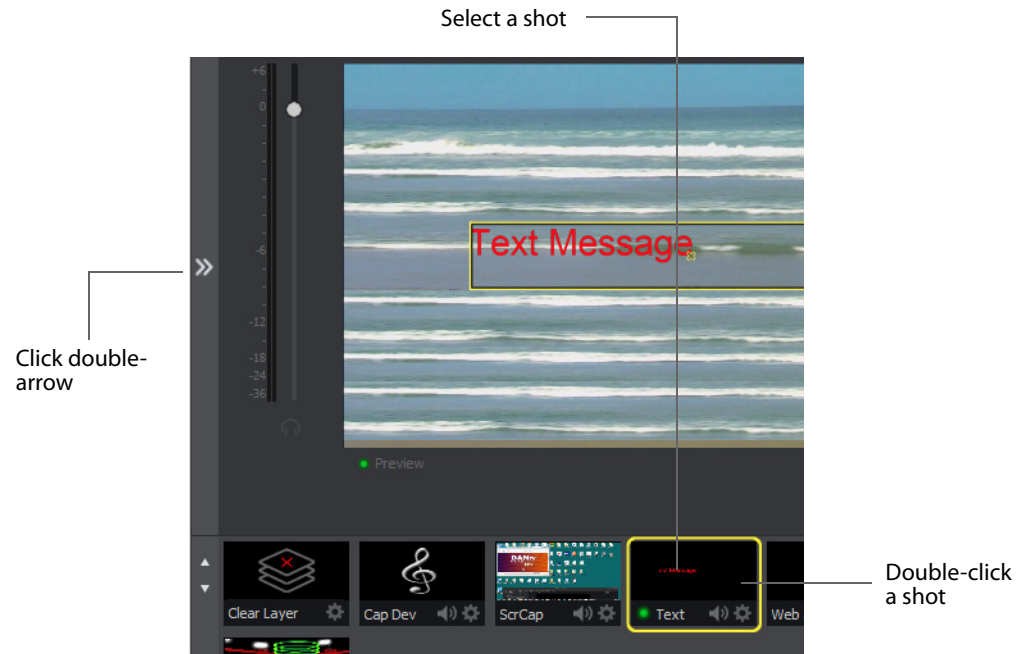 Select a shot
+6
0
-6
-12
-18
-24
-36
Text Message
Click double-
arrow
Preview
Clear Layer
Cap Dev
ScrCap
Text
Web
Double-click
a shot